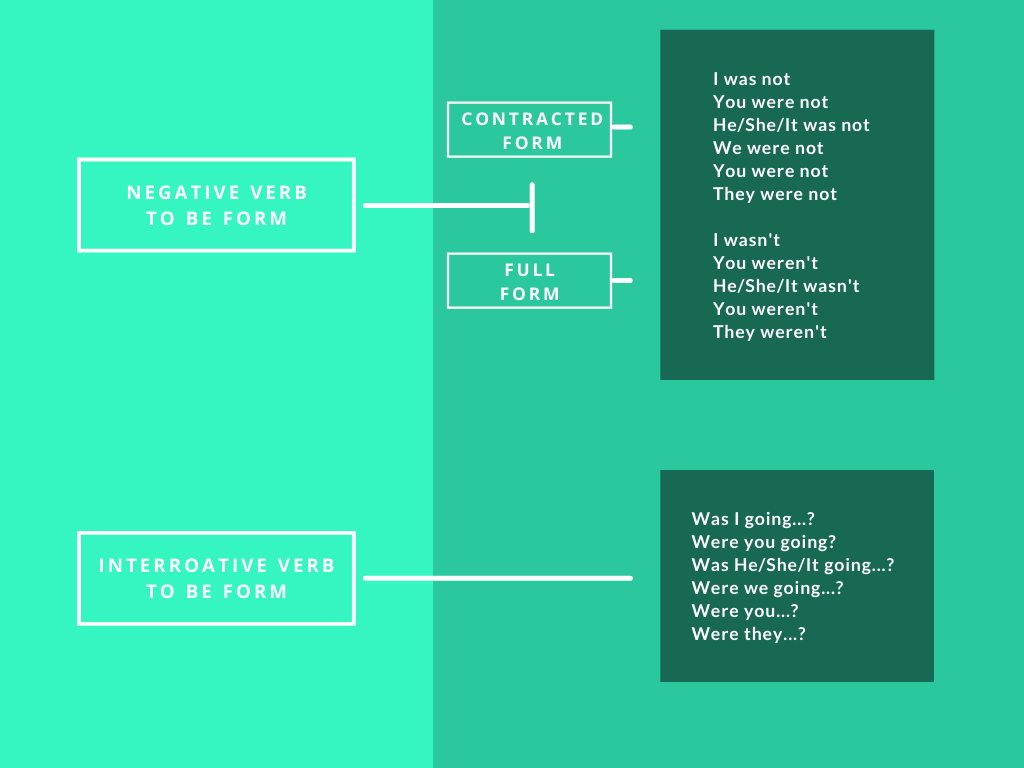 NEGATIVE VERB
TO BE FORM
CONTRACTED
FORM
FULL
FORM
I was not
You were not
He/She/It was not
We were not
You were not
They were not
I wasn't
You weren't
He/She/It wasn't
You weren't
They weren't
INTERROATIVE VERB
TO BE FORM
Was I going...?
Were you going?
Was He/She/It going...?
Were we going...?
Were you...?
Were they...?